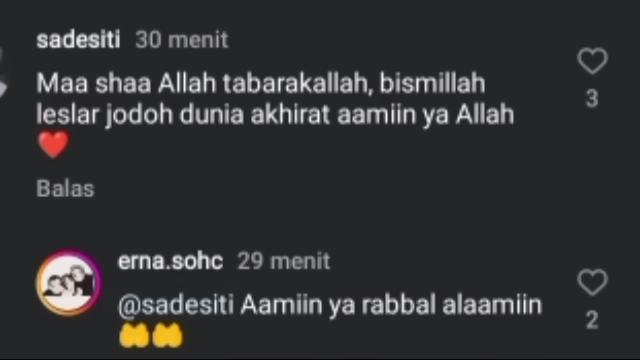 sadesiti 30 menit
Maa shaa Allah tabarakallah, bismillah
leslar jodoh dunia akhirat aamiin ya Allah
❤️
3
Balas
erna.sohc 29 menit
@sadesiti Aamiin ya rabbal alaamiin
🤲🤲
2